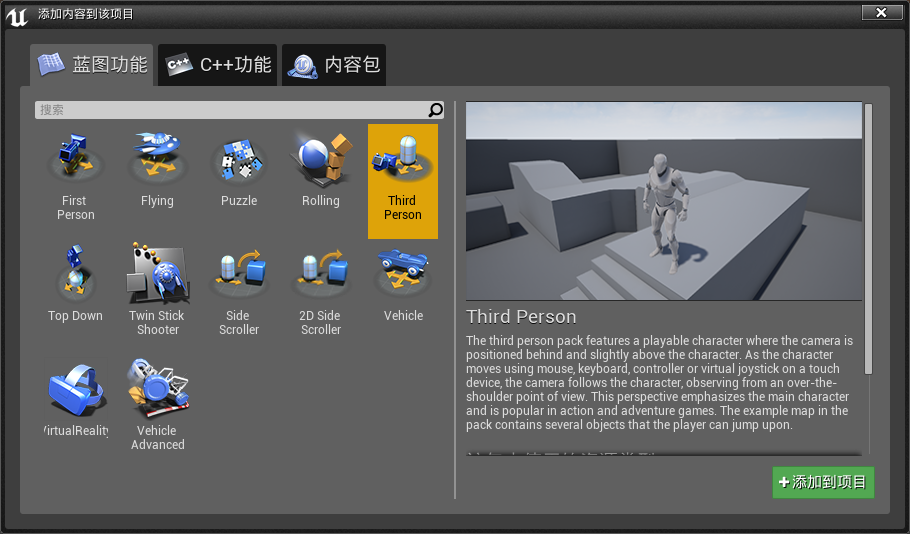 添加内容到该项目
蓝图功能
C++
C++功能
内容包
搜索
First
Person
Flying
Puzzle
Rolling
Third
Person
Top Down
Twin Stick
Shooter
Side
Scroller
2D Side
Scroller
Vehicle
VirtualReality
Vehicle
Advanced
Third Person
The third person pack features a playable character where the camera is
positioned behind and slightly above the character. As the character
moves using mouse, keyboard, controller or virtual joystick on a touch
device, the camera follows the character, observing from an over-the-
shoulder point of view. This perspective emphasizes the main character
and is popular in action and adventure games. The example map in the
pack contains several objects that the player can jump upon.
添加到项目